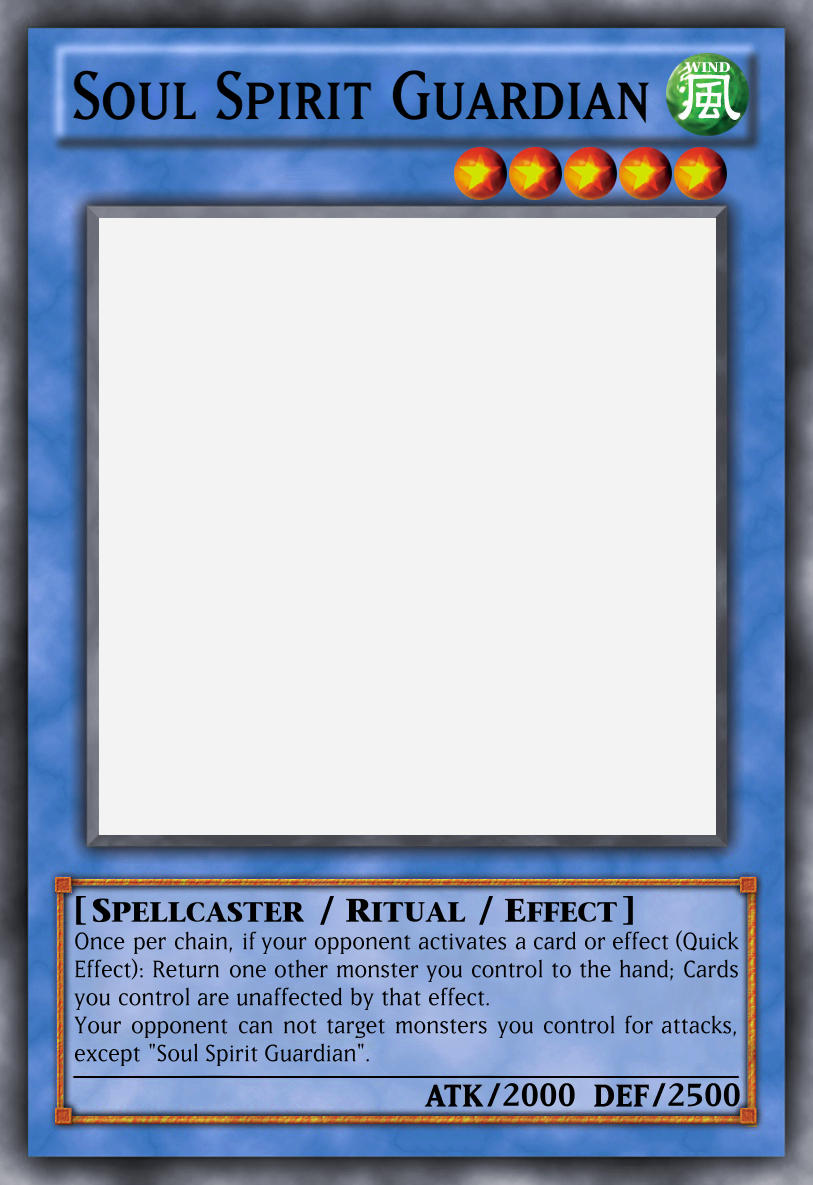 Soul Spirit Guardian
WIND
風
[ Spellcaster / Ritual / Effect ]
Once per chain, if your opponent activates a card or effect (Quick
Effect): Return one other monster you control to the hand; Cards
you control are unaffected by that effect.
Your opponent can not target monsters you control for attacks,
except "Soul Spirit Guardian".
ATK/2000 DEF/2500